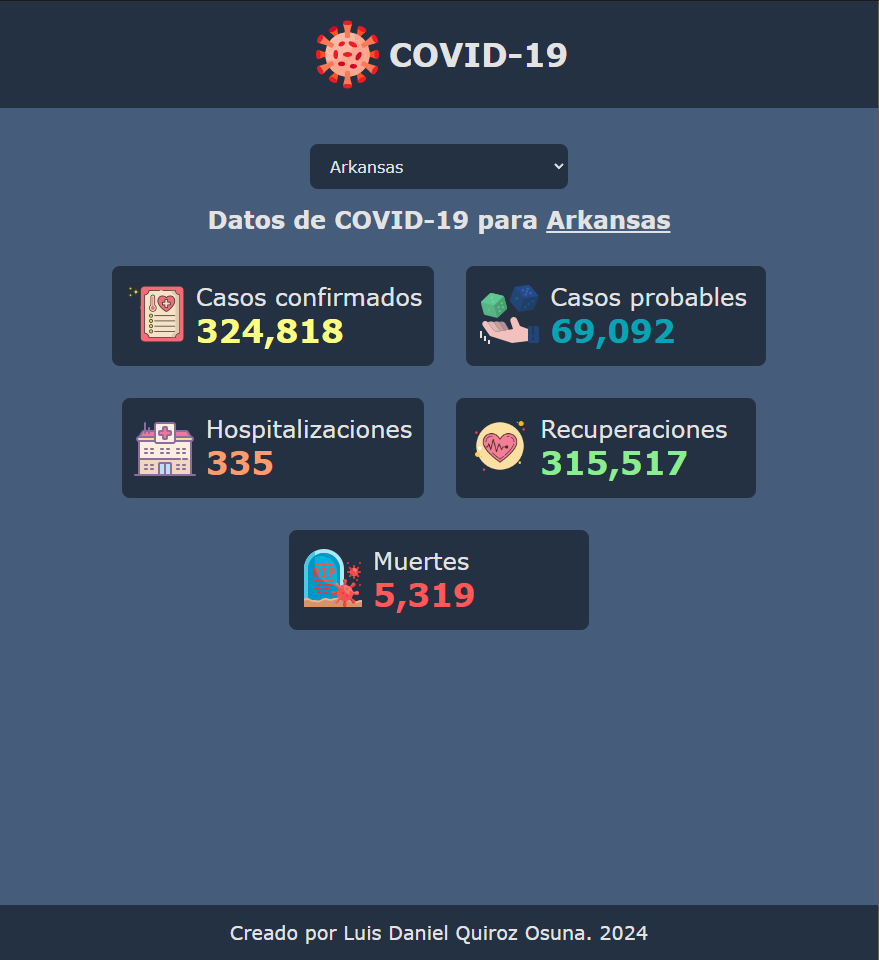 COVID-19
Arkansas
Datos de COVID-19 para Arkansas
Casos confirmados
324,818
Casos probables
69,092
Hospitalizaciones
335
Recuperaciones
315,517
Muertes
5,319
Creado por Luis Daniel Quiroz Osuna. 2024